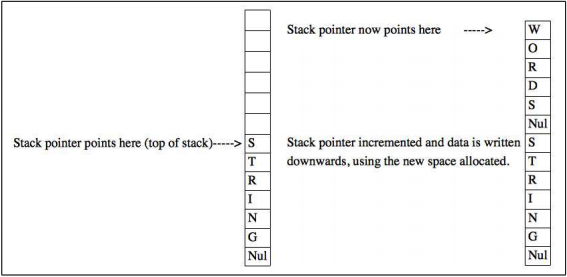 Stack pointer now points here -----> W
O
R
D
S
Nul
Stack pointer points here (top of stack)-----> S
T
R
I
N
G
Nul
Stack pointer incremented and data is written S
downwards, using the new space allocated. T
R
I
N
G
Nul